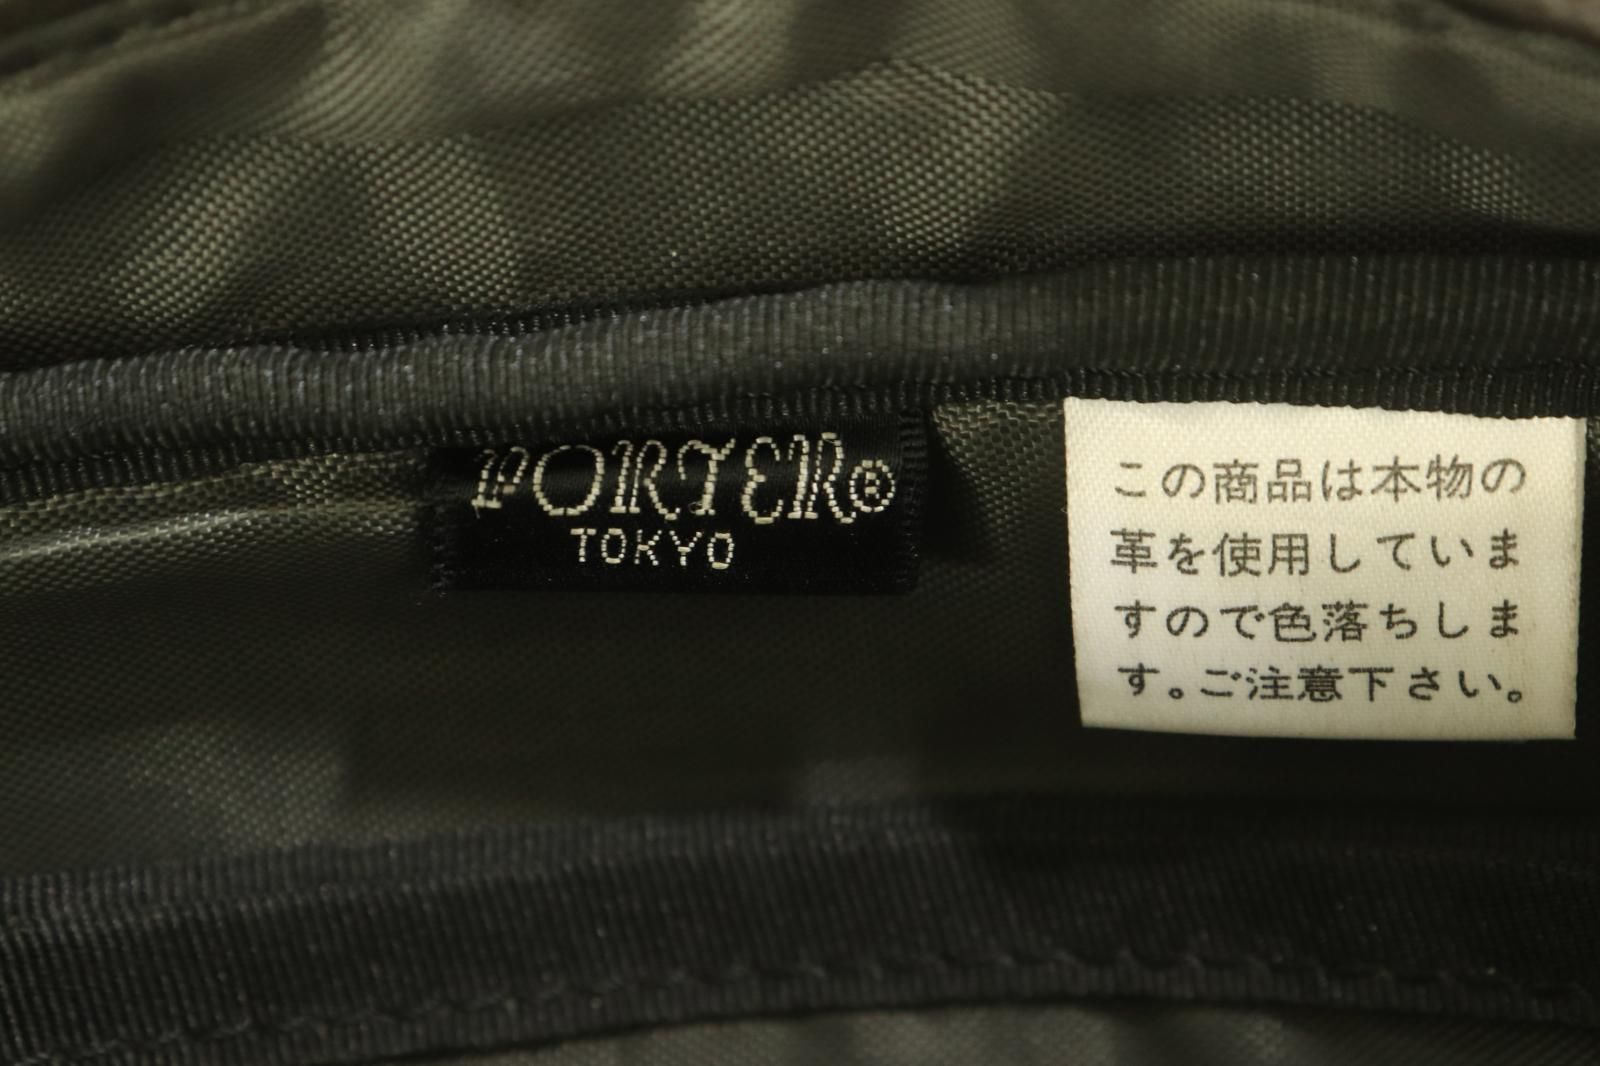 PORTER®
TOKYO
この商品は本物の
革を使用していま
すので色落ちしま
す。ご注意下さい。